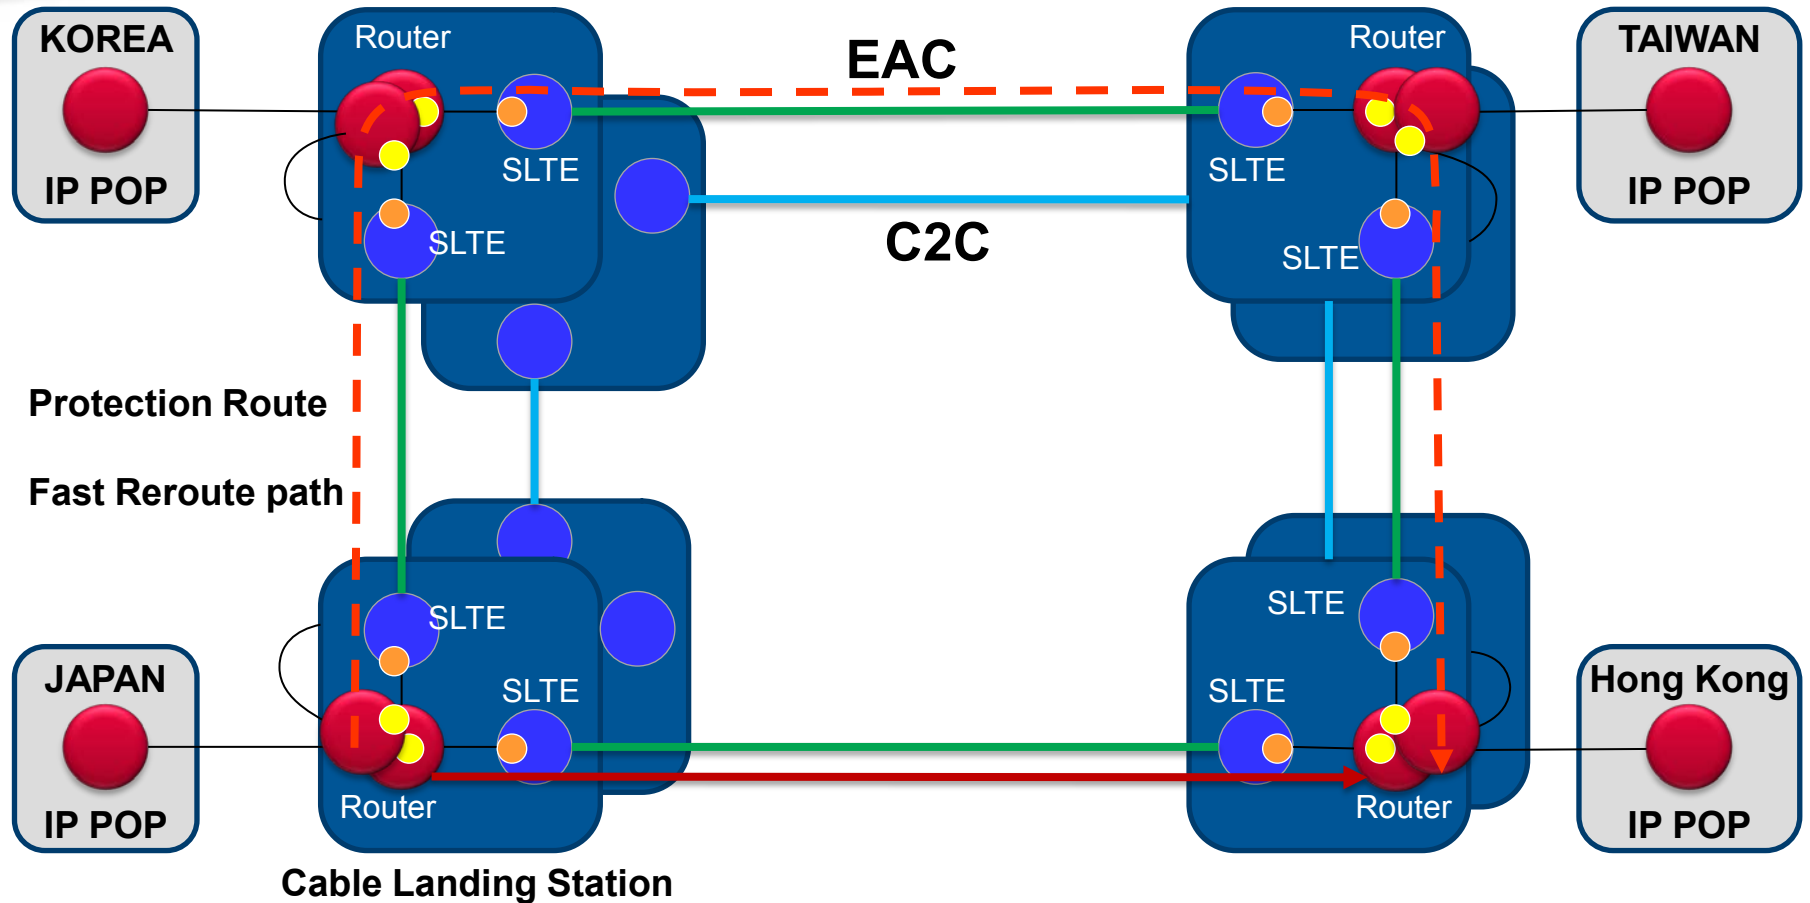 KOREA
IP POP
Router
SLTE
SLTE
EAC
C2C
Router
SLTE
SLTE
TAIWAN
IP POP
Protection Route
Fast Reroute path
JAPAN
IP POP
SLTE
SLTE
Router
Cable Landing Station
SLTE
SLTE
Router
Hong Kong
IP POP